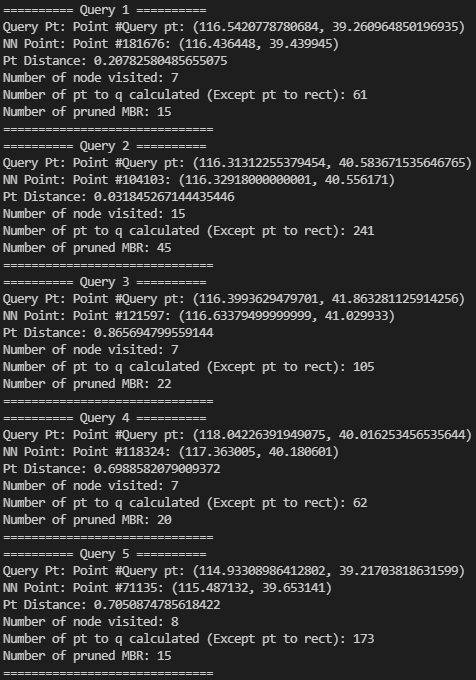 ========== Query 1 ==========
Query Pt: Point #Query pt: (116.5420778780684, 39.260964850196935)
NN Point: Point #181676: (116.436448, 39.439945)
Pt Distance: 0.20782580485655075
Number of node visited: 7
Number of pt to q calculated (Except pt to rect): 61
Number of pruned MBR: 15
==============================
========== Query 2 ==========
Query Pt: Point #Query pt: (116.31312255379454, 40.583671535646765)
NN Point: Point #104103: (116.32918000000001, 40.556171)
Pt Distance: 0.031845267144435446
Number of node visited: 15
Number of pt to q calculated (Except pt to rect): 241
Number of pruned MBR: 45
==============================
========== Query 3 ==========
Query Pt: Point #Query pt: (116.3993629479701, 41.863281125914256)
NN Point: Point #121597: (116.63379499999999, 41.029933)
Pt Distance: 0.865694799559144
Number of node visited: 7
Number of pt to q calculated (Except pt to rect): 105
Number of pruned MBR: 22
==============================
========== Query 4 ==========
Query Pt: Point #Query pt: (118.04226391949075, 40.016253456535644)
NN Point: Point #118324: (117.363005, 40.180601)
Pt Distance: 0.6988582079009372
Number of node visited: 7
Number of pt to q calculated (Except pt to rect): 62
Number of pruned MBR: 20
==============================
========== Query 5 ==========
Query Pt: Point #Query pt: (114.93308986412802, 39.21703818631599)
NN Point: Point #71135: (115.487132, 39.653141)
Pt Distance: 0.7050874785618422
Number of node visited: 8
Number of pt to q calculated (Except pt to rect): 173
Number of pruned MBR: 15
==============================